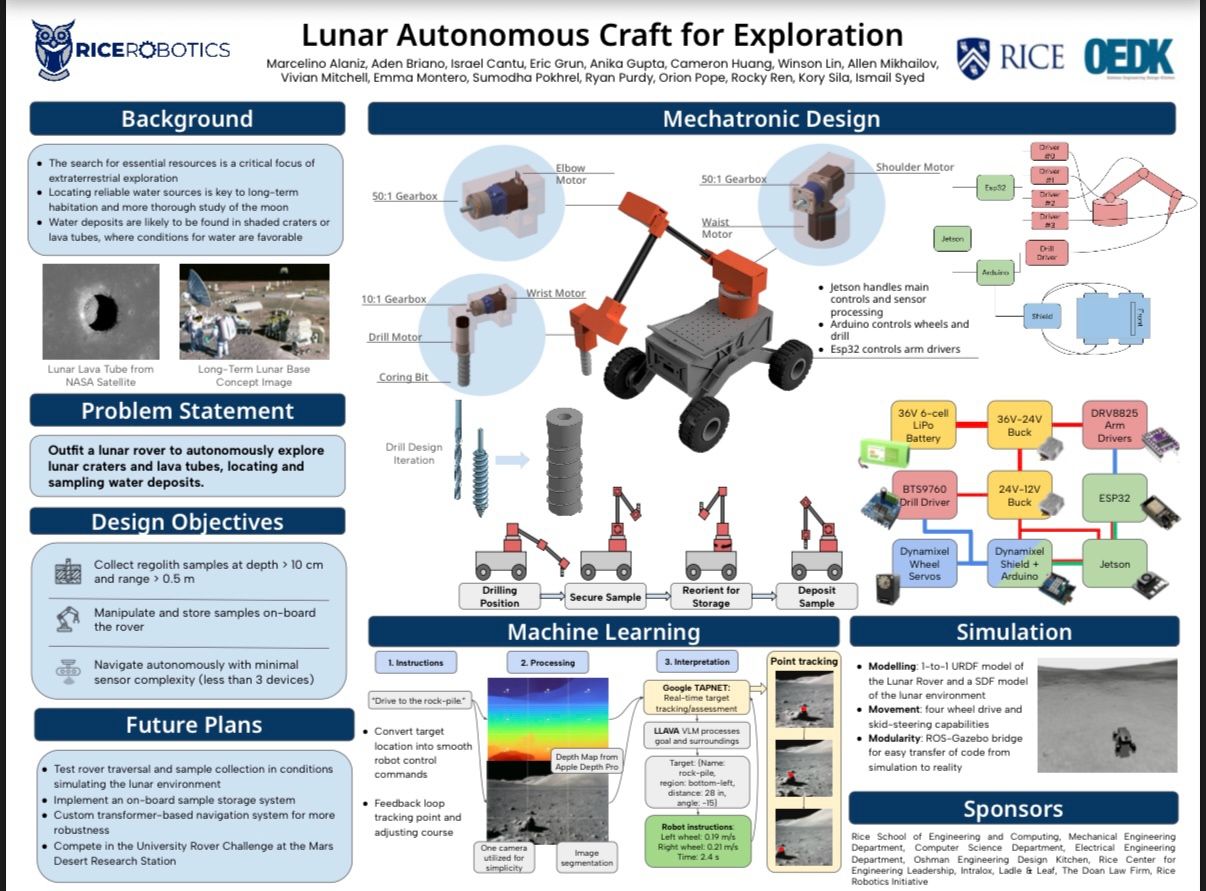 RICEROBOTICS
Lunar Autonomous Craft for Exploration
Marcelino Alaniz, Aden Briano, Israel Cantu, Eric Grun, Anika Gupta, Cameron Huang, Winson Lin, Allen Mikhailov,
Vivian Mitchell, Emma Montero, Sumodha Pokhrel, Ryan Purdy, Orion Pope, Rocky Ren, Kory Sila, Ismail Syed
RICE
OEDK
Background
• The search for essential resources is a critical focus of
extraterrestrial exploration
• Locating reliable water sources is key to long-term
habitation and more thorough study of the moon
• Water deposits are likely to be found in shaded craters or
lava tubes, where conditions for water are favorable
Lunar Lava Tube from
NASA Satellite
Long-Term Lunar Base
Concept Image
Problem Statement
Outfit a lunar rover to autonomously explore
lunar craters and lava tubes, locating and
sampling water deposits.
Design Objectives
Collect regolith samples at depth > 10 cm
and range > 0.5 m
Manipulate and store samples on-board
the rover
Navigate autonomously with minimal
sensor complexity (less than 3 devices)
Future Plans
• Test rover traversal and sample collection in conditions
simulating the lunar environment
• Implement an on-board sample storage system
• Custom transformer-based navigation system for more
robustness
• Compete in the University Rover Challenge at the Mars
Desert Research Station
Mechatronic Design
Elbow
Motor
50:1 Gearbox
10:1 Gearbox
Wrist Motor
Drill Motor
Coring Bit
Shoulder Motor
50:1 Gearbox
Waist
Motor
Drill Design
Iteration
• Jetson handles main
controls and sensor
processing
• Arduino controls wheels and
drill
• Esp32 controls arm drivers
Driver
#0
Driver
#1
Driver
#2
Driver
#3
Drill
Driver
Esp32
Jetson
Arduino
Shield
Front
36V 6-cell
LiPo
Battery
36V-24V
Buck
DRV8825
Arm
Drivers
BTS9760
Drill Driver
24V-12V
Buck
ESP32
Dynamixel
Wheel
Servos
Dynamixel
Shield +
Arduino
Jetson
Drilling
Position
Secure Sample
Reorient for
Storage
Deposit
Sample
Machine Learning
1. Instructions
2. Processing
3. Interpretation
Point tracking
"Drive to the rock-pile."
• Convert target
location into smooth
robot control
commands
• Feedback loop
tracking point and
adjusting course
Depth Map from
Apple Depth Pro
One camera
utilized for
simplicity
Image
segmentation
Google TAPNET:
Real-time target
tracking/assessment
LLAVA VLM processes
goal and surroundings
Target: (Name:
rock-pile,
region: bottom-left,
distance: 28 in,
angle: -15)
Robot instructions:
Left wheel: 0.19 m/s
Right wheel: 0.21 m/s
Time: 2.4 s
Simulation
• Modelling: 1-to-1 URDF model of
the Lunar Rover and a SDF model
of the lunar environment
• Movement: four wheel drive and
skid-steering capabilities
• Modularity: ROS-Gazebo bridge
for easy transfer of code from
simulation to reality
Sponsors
Rice School of Engineering and Computing, Mechanical Engineering
Department, Computer Science Department, Electrical Engineering
Department, Oshman Engineering Design Kitchen, Rice Center for
Engineering Leadership, Intralox, Ladle & Leaf, The Doan Law Firm, Rice
Robotics Initiative